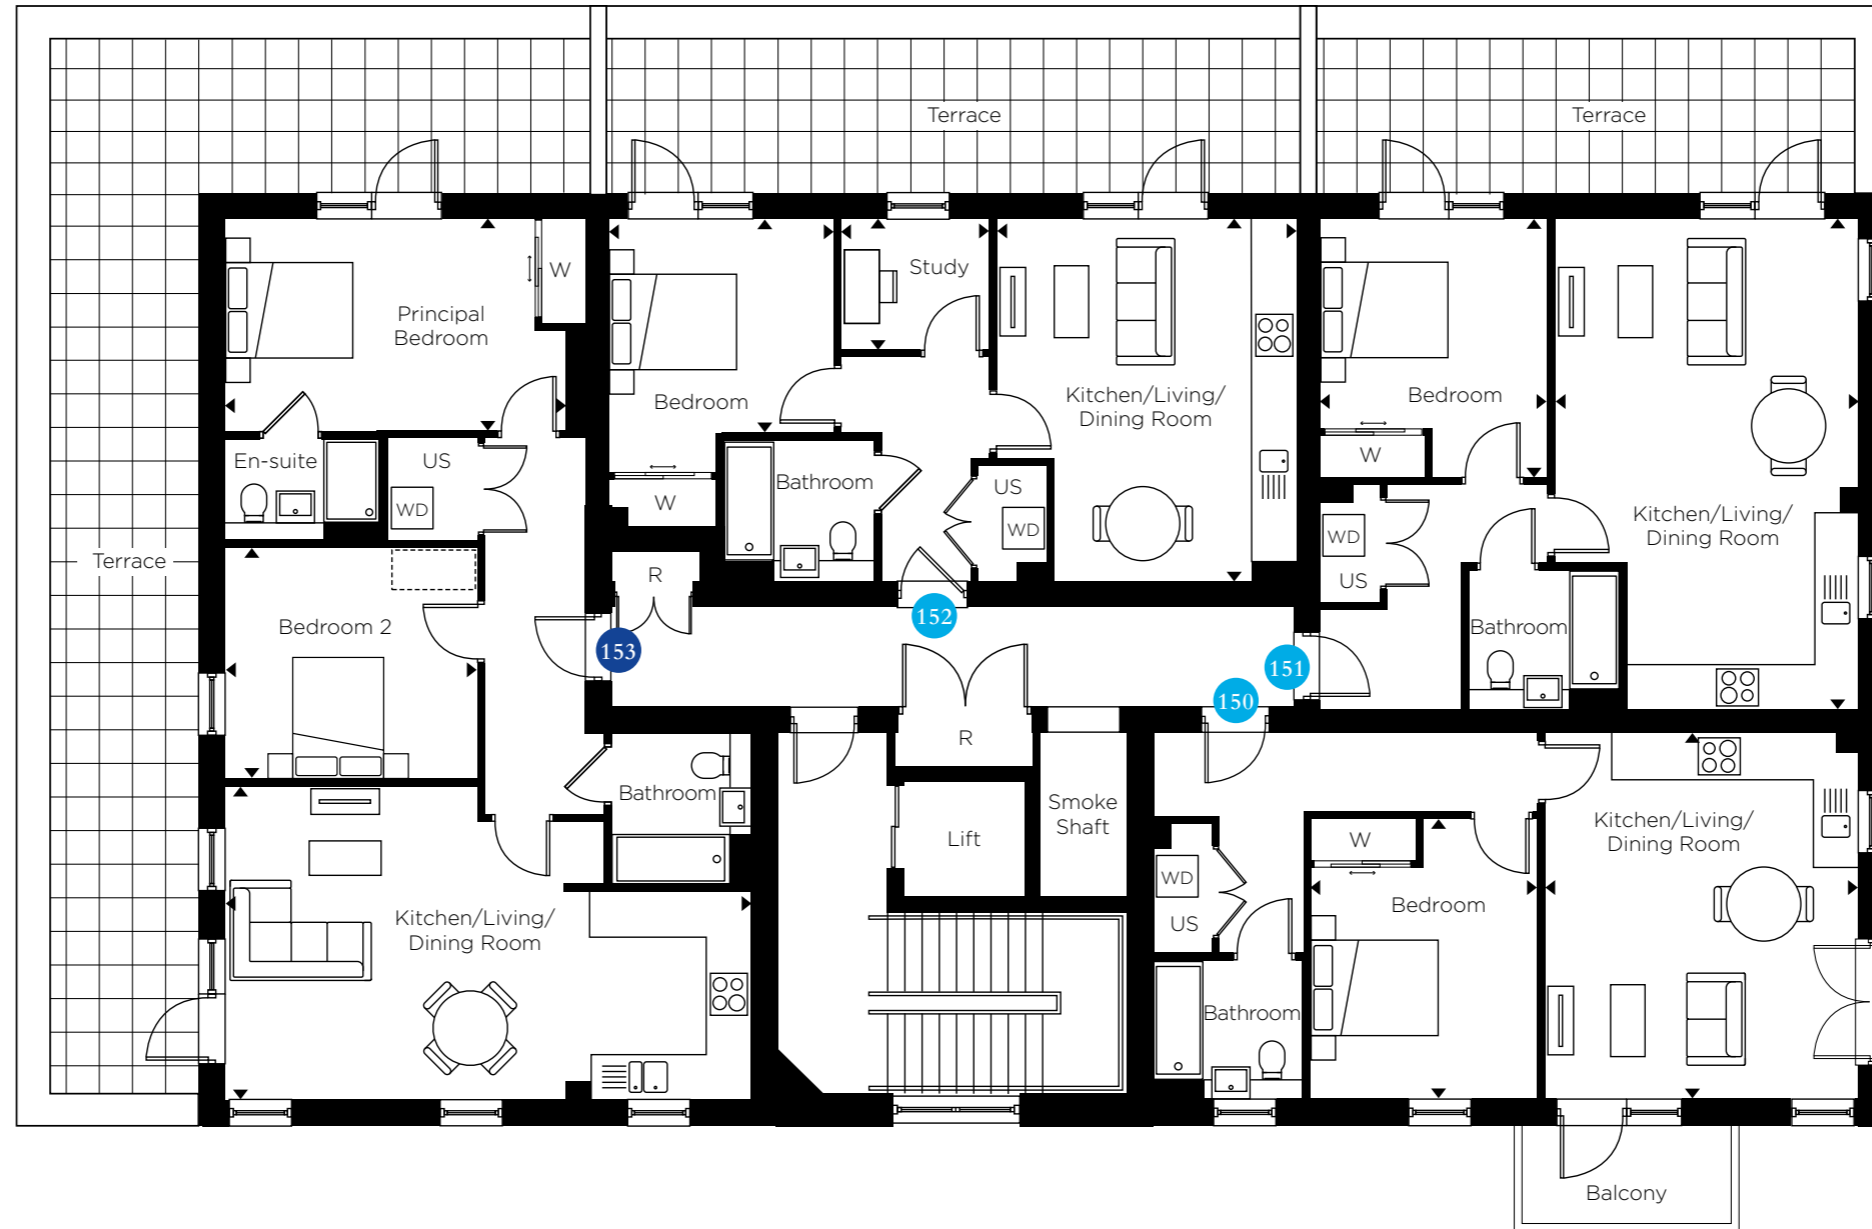 Terrace
Terrace
Terrace
Principal
Bedroom
W
En-suite
US
WD
Bedroom 2
Kitchen/Living/
Dining Room
Bathroom
153
R
Bedroom
W
Study
Bathroom
US
WD
Kitchen/Living/
Dining Room
152
Bedroom
W
WD
US
Bathroom
Kitchen/Living/
Dining Room
151
150
R
Lift
Smoke
Shaft
WD
US
Bathroom
W
Bedroom
Kitchen/Living/
Dining Room
Balcony